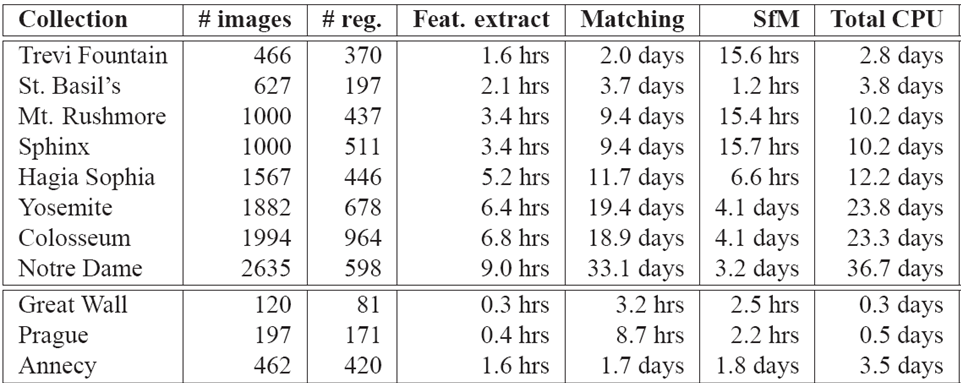 Collection # images # reg. Feat. extract Matching SfM Total CPU
Trevi Fountain 466 370 1.6 hrs 2.0 days 15.6 hrs 2.8 days
St. Basil's 627 197 2.1 hrs 3.7 days 1.2 hrs 3.8 days
Mt. Rushmore 1000 437 3.4 hrs 9.4 days 15.4 hrs 10.2 days
Sphinx 1000 511 3.4 hrs 9.4 days 15.7 hrs 10.2 days
Hagia Sophia 1567 446 5.2 hrs 11.7 days 6.6 hrs 12.2 days
Yosemite 1882 678 6.4 hrs 19.4 days 4.1 days 23.8 days
Colosseum 1994 964 6.8 hrs 18.9 days 4.1 days 23.3 days
Notre Dame 2635 598 9.0 hrs 33.1 days 3.2 days 36.7 days
Great Wall 120 81 0.3 hrs 3.2 hrs 2.5 hrs 0.3 days
Prague 197 171 0.4 hrs 8.7 hrs 2.2 hrs 0.5 days
Annecy 462 420 1.6 hrs 1.7 days 1.8 days 3.5 days